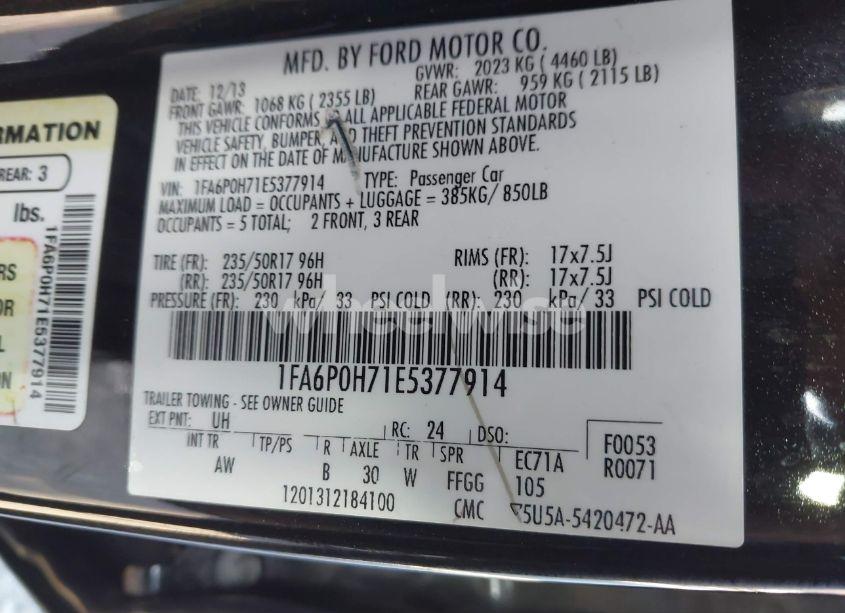 MFD. BY FORD MOTOR CO.
DATE: 12/13 GVWR: 2023 KG ( 4460 LB)
FRONT GAWR: 1068 KG ( 2355 LB) REAR GAWR: 959 KG ( 2115 LB)
THIS VEHICLE CONFORMS ALL APPLICABLE FEDERAL MOTOR
VEHICLE SAFETY, BUMPER, THEFT PREVENTION STANDARDS
IN EFFECT ON THE DATE OF MANUFACTURE SHOWN ABOVE.
VIN: 1FA6P0H71E5377914 TYPE: Passenger Car
MAXIMUM LOAD = OCCUPANTS + LUGGAGE = 385KG/ 850LB
OCCUPANTS = 5 TOTAL; 2 FRONT, 3 REAR
TIRE (FR): 235/50R17 96H RIMS (FR): 17x7.5J
(RR): 235/50R17 96H (RR): 17x7.5J
PRESSURE (FR): 230 kPa/ 33 PSI COLD (RR): 230 kPa/ 33 PSI COLD
wheelwise
1FA6P0H71E5377914
TRAILER TOWING - SEE OWNER GUIDE
EXT PNT: UH RC: 24 DSO: F0053
INT TR TP/PS R AXLE TR SPR EC71A R0071
AW B 30 W FFGG 105
1201312184100 CMC 5U5A-5420472-AA
RMATION
REAR: 3
lbs.
1FA6P0H71E5377914
RS
OR
L
ON